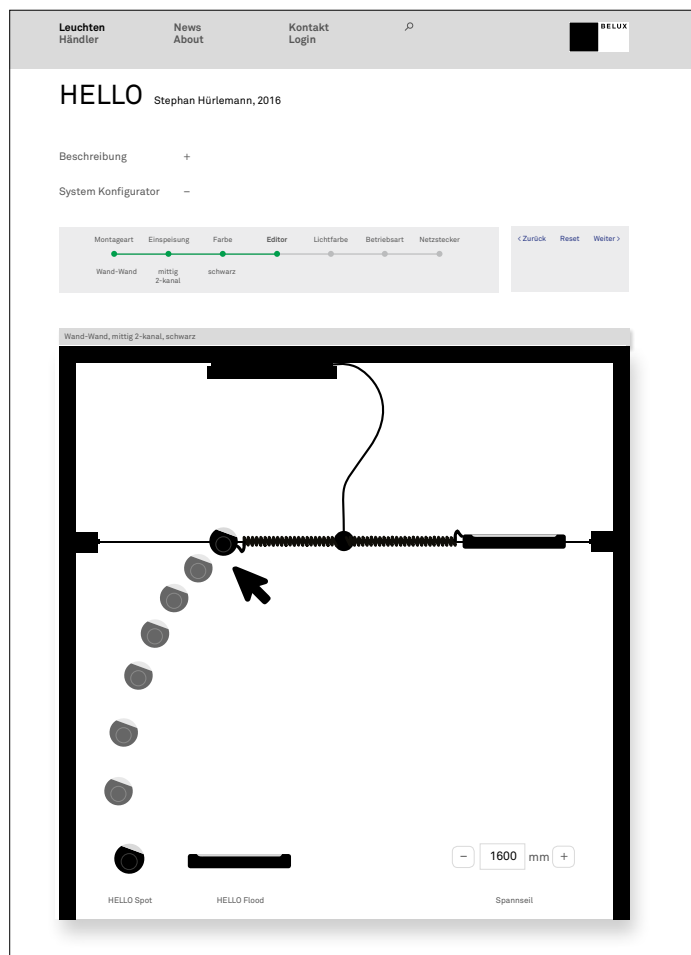 Leuchten News Kontakt
Händler About Login
BELUX
HELLO Stephan Hürlemann, 2016
Beschreibung +
System Konfigurator –
Montageart Einspeisung Farbe Editor Lichtfarbe Betriebsart Netzstecker
Wand-Wand mittig schwarz
2-kanal
< Zurück Reset Weiter >
Wand-Wand, mittig 2-kanal, schwarz
– 1600 mm +
HELLO Spot HELLO Flood Spannseil